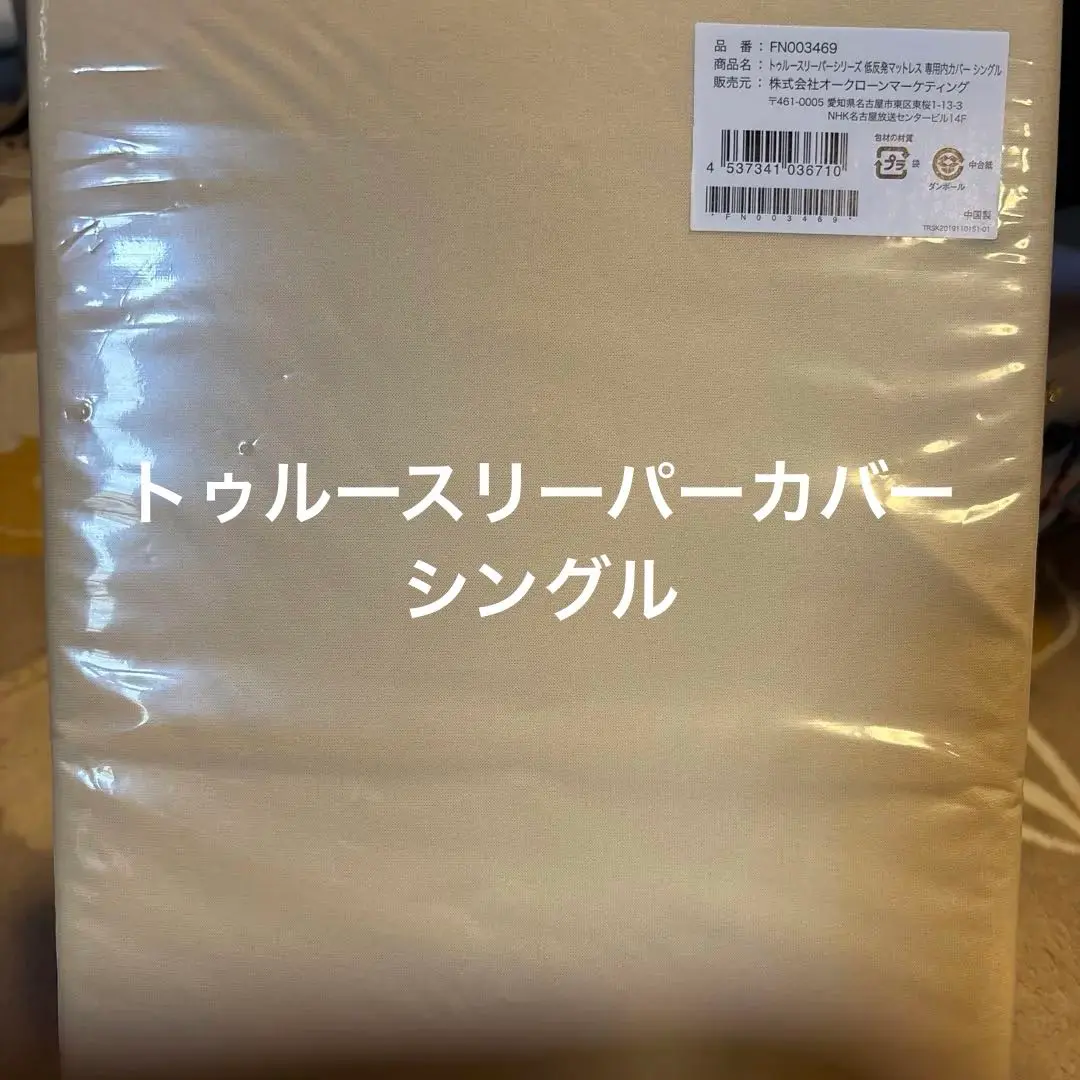 品 番：FN003469
商品名：トゥルースリーパーシリーズ 低反発マットレス 専用内カバー シングル
販売元：株式会社オークローンマーケティング
〒461-0005 愛知県名古屋市東区東桜1-13-3
NHK名古屋放送センタービル14F
包材の材質
プラ 袋
中台紙
ダンボール
4 537341 036710
*FN003469*
中国製
TRSK20191101S1-01
トゥルースリーパーカバー
シングル